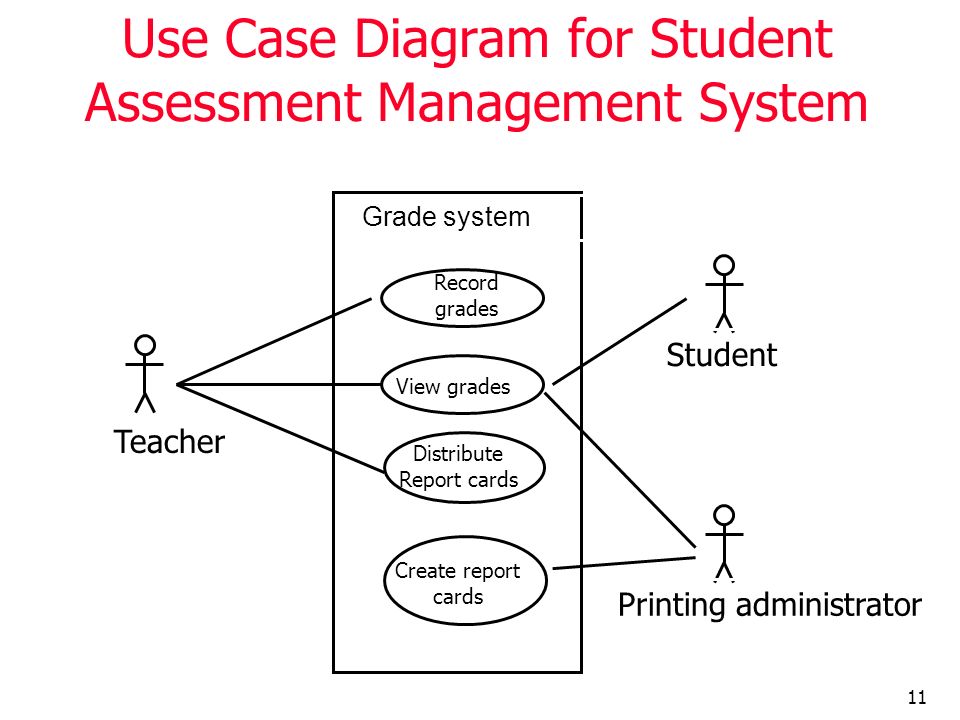 Use Case Diagram for Student
Assessment Management System
Grade system
Record
grades
View grades
Distribute
Report cards
Create report
cards
Teacher
Student
Printing administrator
11